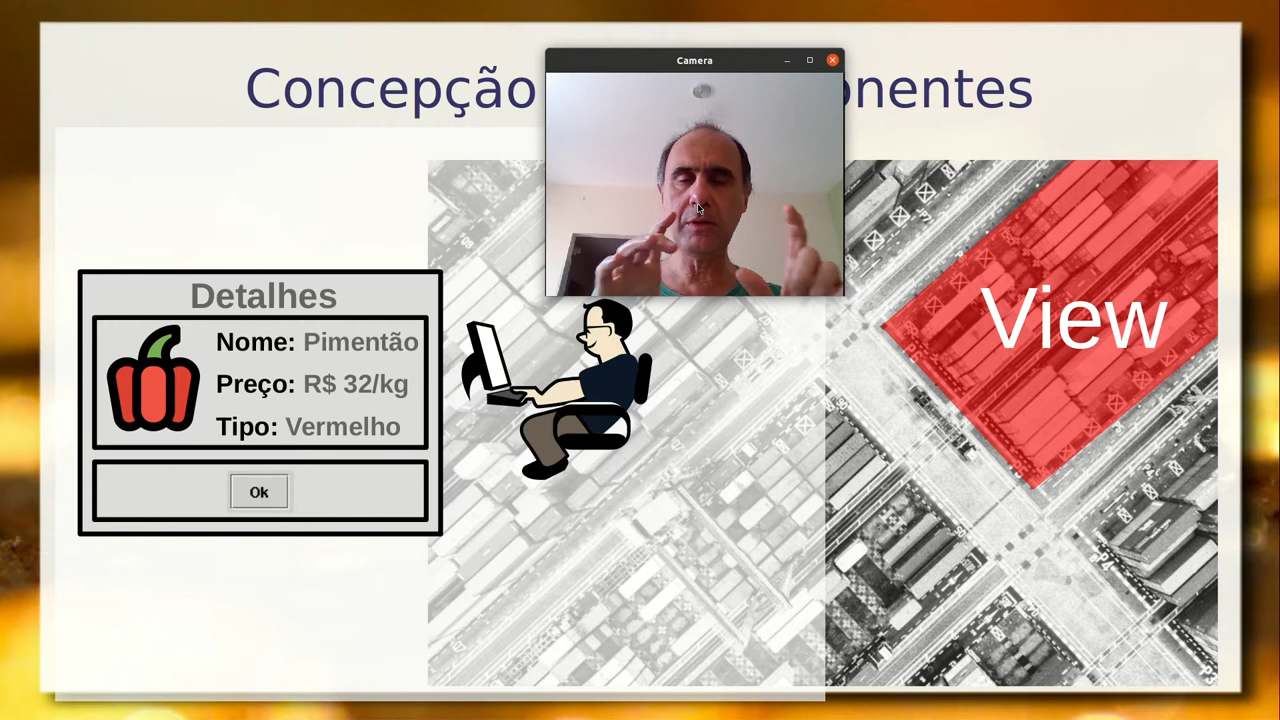 Camera
Concepção onentes
Detalhes
Nome: Pimentão
Preço: R$ 32/kg
Tipo: Vermelho
Ok
View